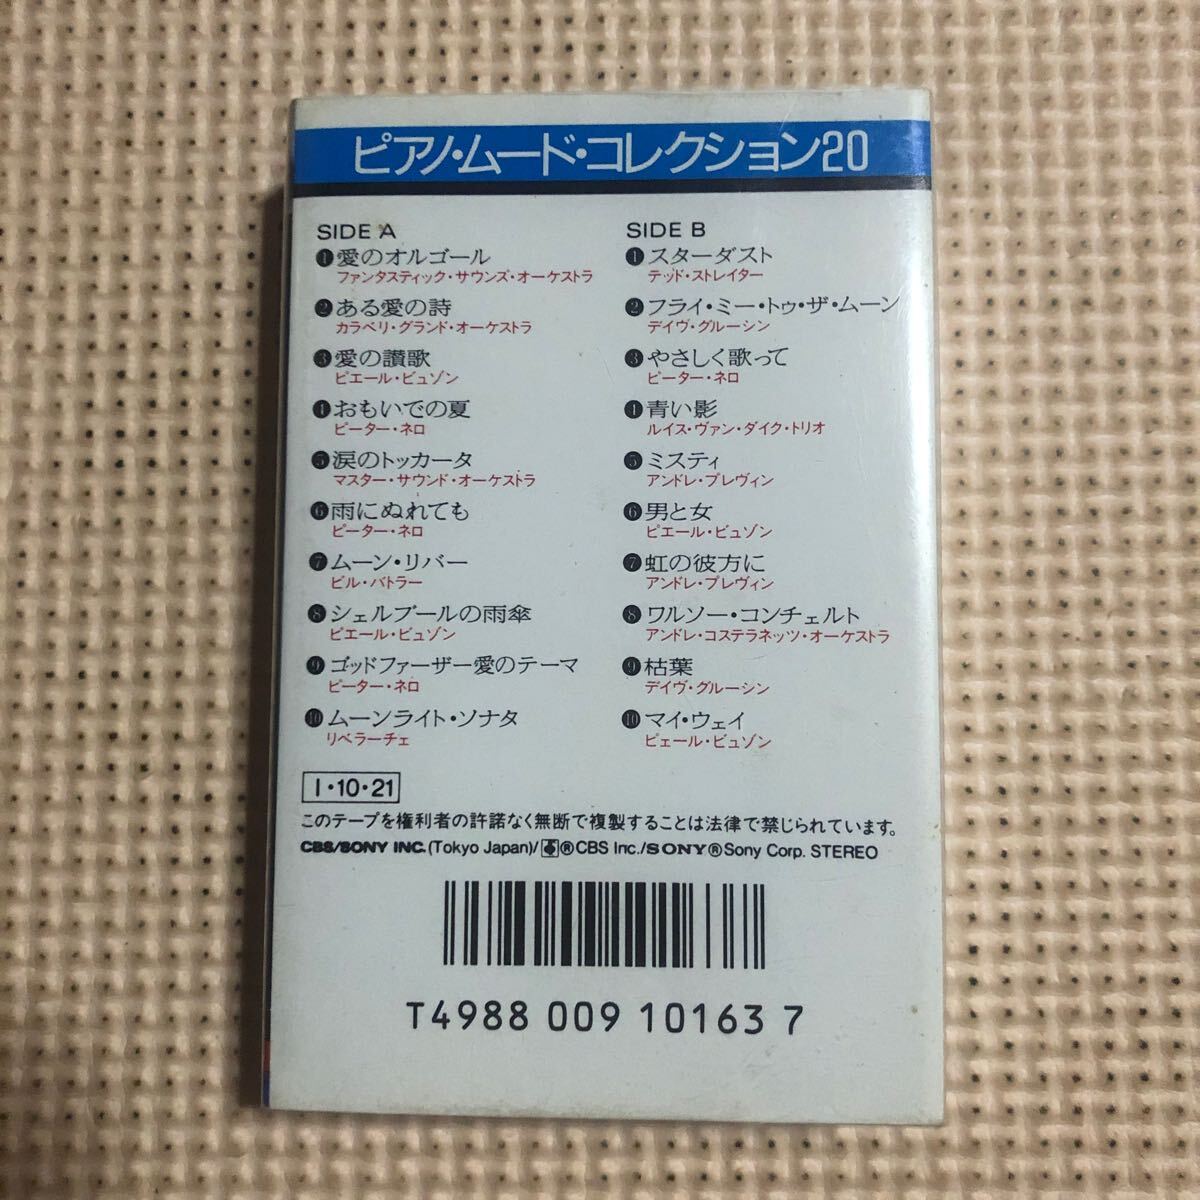 ピアノ・ムード・コレクション20
SIDE A
❶愛のオルゴール
ファンタスティック・サウンズ・オーケストラ
❷ある愛の詩
カラベリ・グランド・オーケストラ
❸愛の讃歌
ピエール・ビュゾン
❹おもいでの夏
ピーター・ネロ
❺涙のトッカータ
マスター・サウンド・オーケストラ
❻雨にぬれても
ピーター・ネロ
❼ムーン・リバー
ビル・バトラー
❽シェルブールの雨傘
ピエール・ビュゾン
❾ゴッドファーザー愛のテーマ
ピーター・ネロ
❿ムーンライト・ソナタ
リベラーチェ
SIDE B
❶スターダスト
テッド・ストレイター
❷フライ・ミー・トゥ・ザ・ムーン
デイヴ・グルーシン
❸やさしく歌って
ピーター・ネロ
❹青い影
ルイス・ヴァン・ダイク・トリオ
❺ミスティ
アンドレ・プレヴィン
❻男と女
ピエール・ビュゾン
❼虹の彼方に
アンドレ・プレヴィン
❽ワルソー・コンチェルト
アンドレ・コステラネッツ・オーケストラ
❾枯葉
デイヴ・グルーシン
❿マイ・ウェイ
ピエール・ビュゾン
I・10・21
このテープを権利者の許諾なく無断で複製することは法律で禁じられています。
CBS/SONY INC.(Tokyo Japan)/®CBS Inc./SONY®Sony Corp. STEREO
T4988 009 10163 7